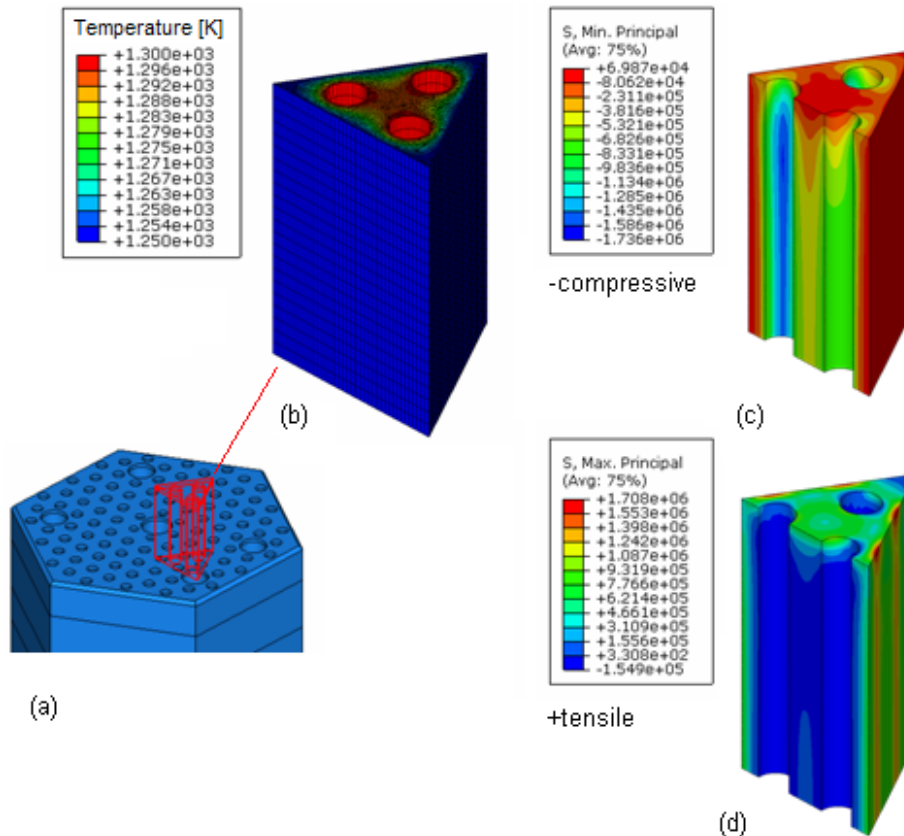 Temperature [K]
+1.300e+03
+1.296e+03
+1.292e+03
+1.288e+03
+1.283e+03
+1.279e+03
+1.275e+03
+1.271e+03
+1.267e+03
+1.263e+03
+1.258e+03
+1.254e+03
+1.250e+03
(b)
S, Min. Principal
(Avg: 75%)
+6.987e+04
-8.062e+04
-2.311e+05
-3.816e+05
-5.321e+05
-6.826e+05
-8.331e+05
-9.836e+05
-1.134e+06
-1.285e+06
-1.435e+06
-1.586e+06
-1.736e+06
-compressive
(c)
(a)
S, Max. Principal
(Avg: 75%)
+1.708e+06
+1.553e+06
+1.398e+06
+1.242e+06
+1.087e+06
+9.319e+05
+7.766e+05
+6.214e+05
+4.661e+05
+3.109e+05
+1.556e+05
+3.308e+02
-1.549e+05
+tensile
(d)